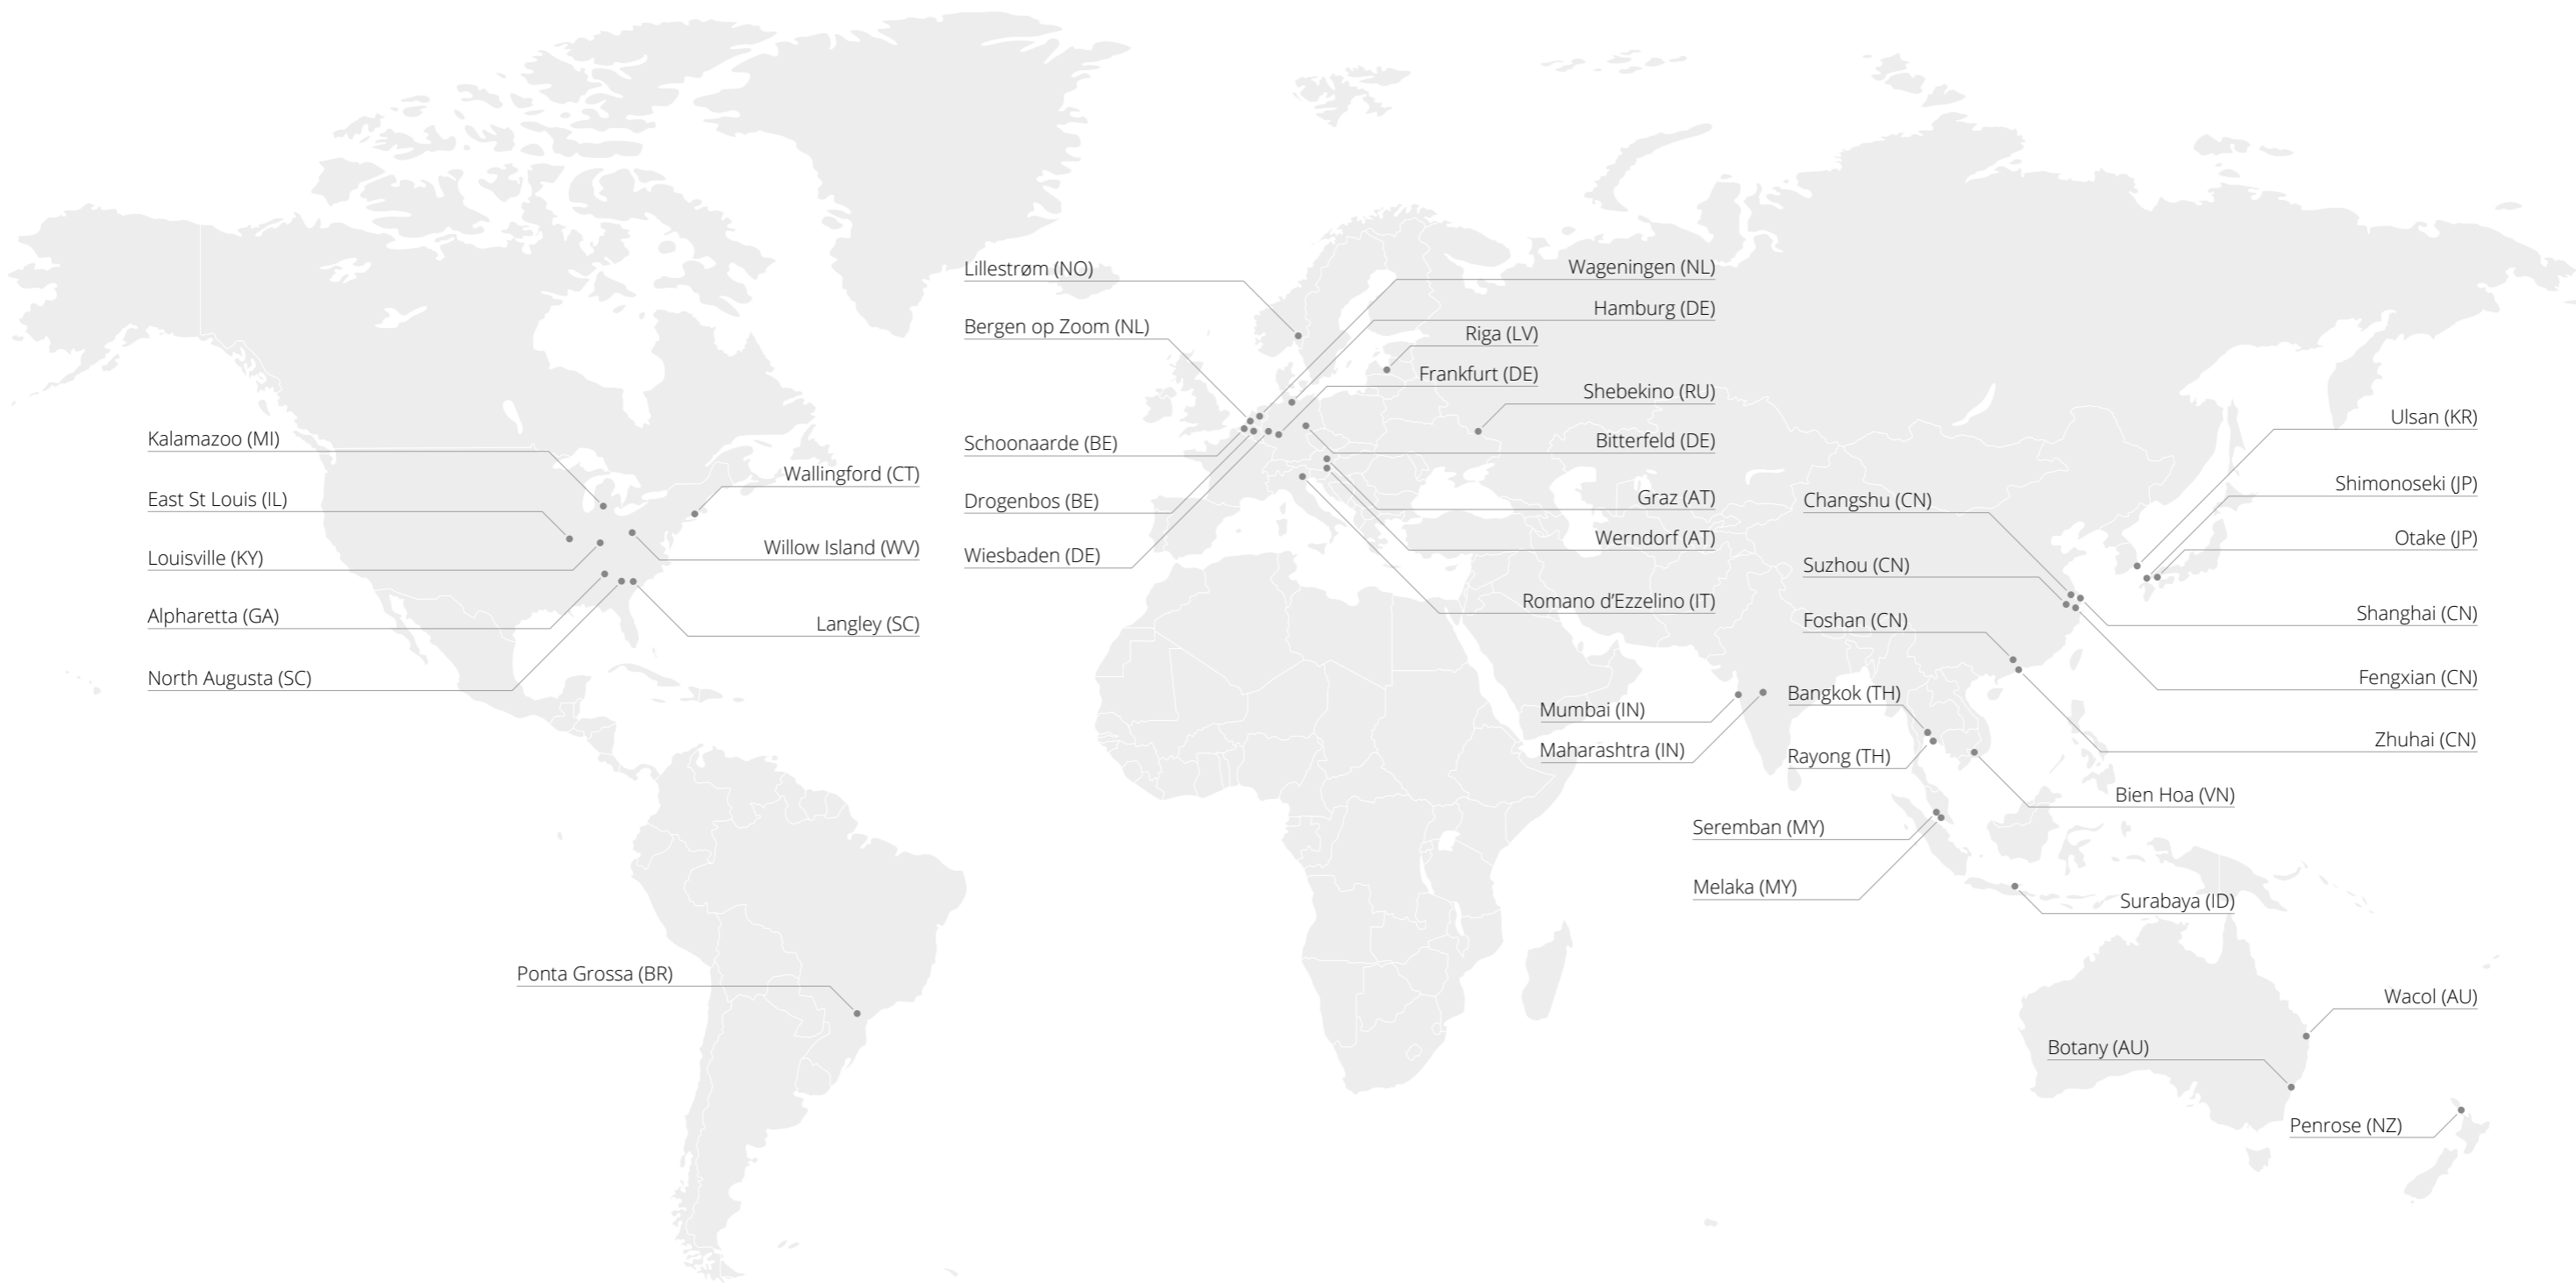 Kalamazoo (MI)
East St Louis (IL)
Louisville (KY)
Alpharetta (GA)
North Augusta (SC)
Wallingford (CT)
Willow Island (WV)
Langley (SC)
Ponta Grossa (BR)
Lillestrøm (NO)
Bergen op Zoom (NL)
Schoonaarde (BE)
Drogenbos (BE)
Wiesbaden (DE)
Wageningen (NL)
Hamburg (DE)
Riga (LV)
Frankfurt (DE)
Shebekino (RU)
Bitterfeld (DE)
Graz (AT)
Werndorf (AT)
Romano d’Ezzelino (IT)
Mumbai (IN)
Maharashtra (IN)
Changshu (CN)
Suzhou (CN)
Foshan (CN)
Bangkok (TH)
Rayong (TH)
Seremban (MY)
Melaka (MY)
Ulsan (KR)
Shimonoseki (JP)
Otake (JP)
Shanghai (CN)
Fengxian (CN)
Zhuhai (CN)
Bien Hoa (VN)
Surabaya (ID)
Wacol (AU)
Botany (AU)
Penrose (NZ)